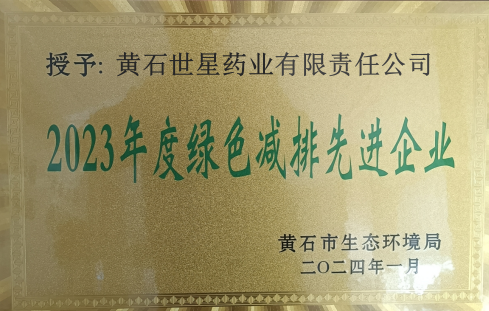 授予: 黄石世星药业有限责任公司
2023年度绿色减排先进企业
黄石市生态环境局
二〇二四年一月